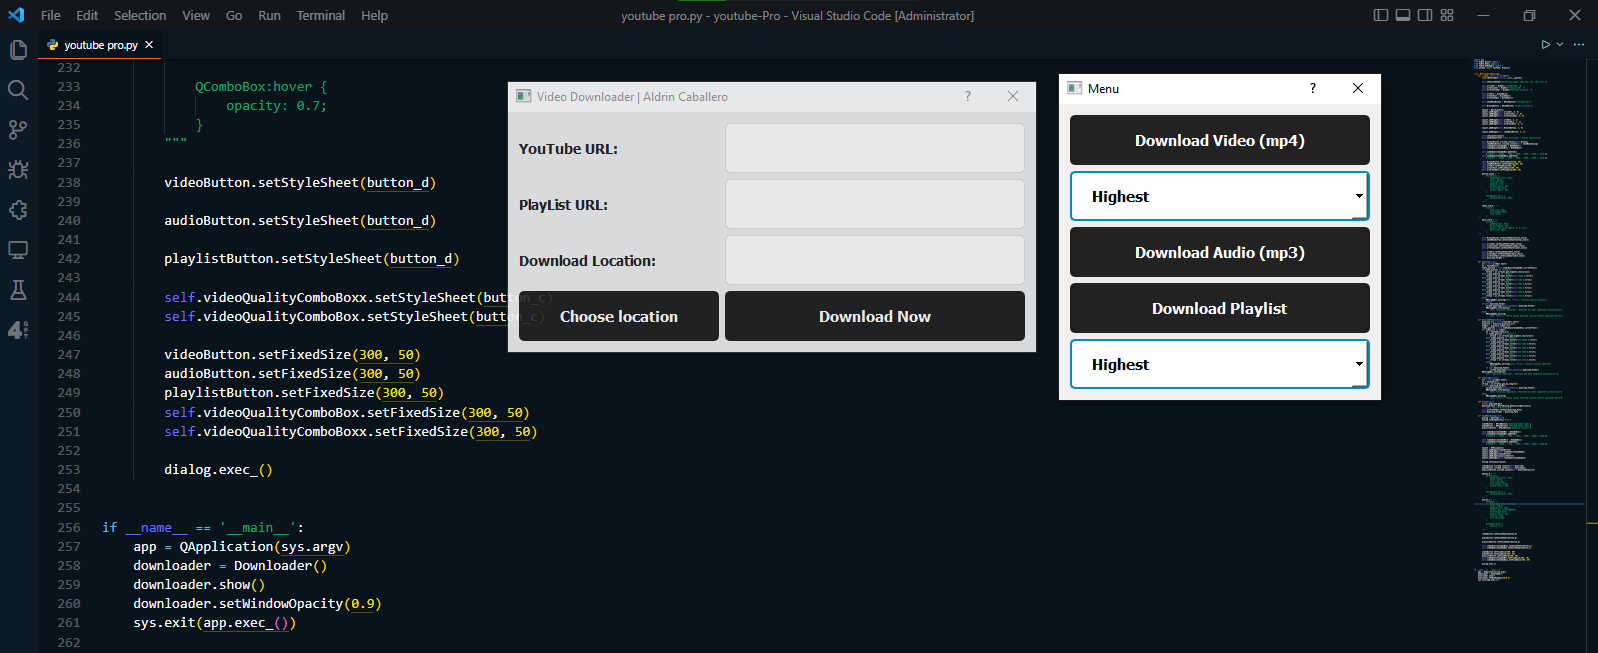 File Edit Selection View Go Run Terminal Help
youtube pro.py - youtube-Pro - Visual Studio Code [Administrator]
youtube pro.py
232
233 QComboBox:hover {
234 opacity: 0.7;
235 }
236 """
237
238 videoButton.setStyleSheet(button_d)
239
240 audioButton.setStyleSheet(button_d)
241
242 playlistButton.setStyleSheet(button_d)
243
244 self.videoQualityComboBoxx.setStyleSheet(button_c)
245 self.videoQualityComboBox.setStyleSheet(button_c)
246
247 videoButton.setFixedSize(300, 50)
248 audioButton.setFixedSize(300, 50)
249 playlistButton.setFixedSize(300, 50)
250 self.videoQualityComboBox.setFixedSize(300, 50)
251 self.videoQualityComboBoxx.setFixedSize(300, 50)
252
253 dialog.exec_()
254
255
256 if __name__ == '__main__':
257 app = QApplication(sys.argv)
258 downloader = Downloader()
259 downloader.show()
260 downloader.setWindowOpacity(0.9)
261 sys.exit(app.exec_())
262
Video Downloader | Aldrin Caballero ?
YouTube URL:
PlayList URL:
Download Location:
Choose location Download Now
Menu ?
Download Video (mp4)
Highest
Download Audio (mp3)
Download Playlist
Highest